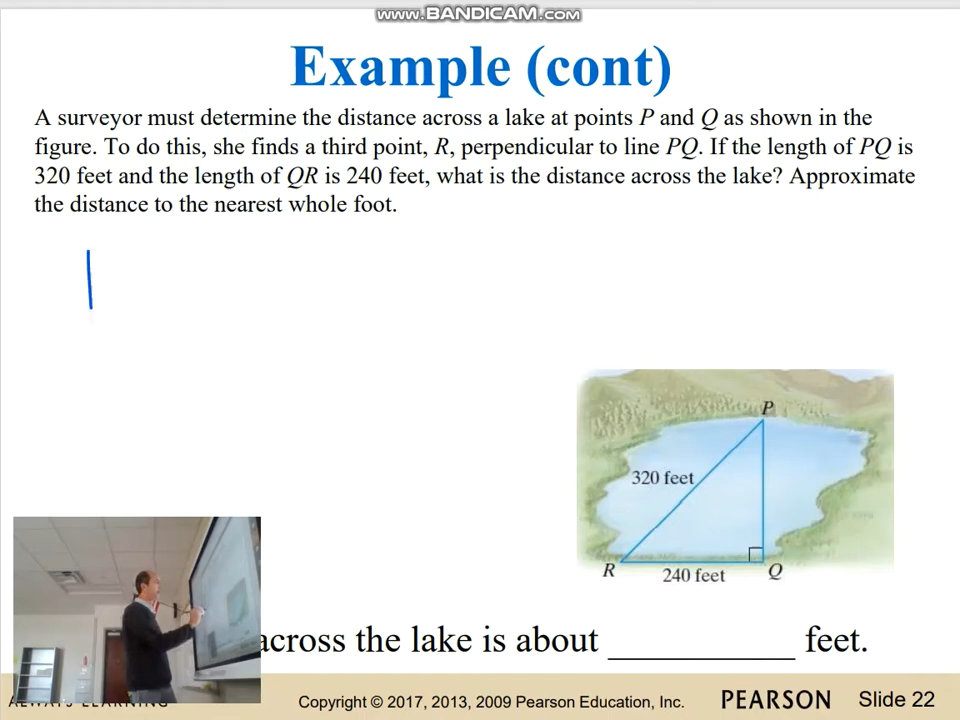 www.BANDICAM.com
Example (cont)
A surveyor must determine the distance across a lake at points P and Q as shown in the
figure. To do this, she finds a third point, R, perpendicular to line PQ. If the length of PQ is
320 feet and the length of QR is 240 feet, what is the distance across the lake? Approximate
the distance to the nearest whole foot.
P
320 feet
R
240 feet
Q
across the lake is about __________ feet.
ALWAYS LEARNING
Copyright © 2017, 2013, 2009 Pearson Education, Inc.
PEARSON
Slide 22